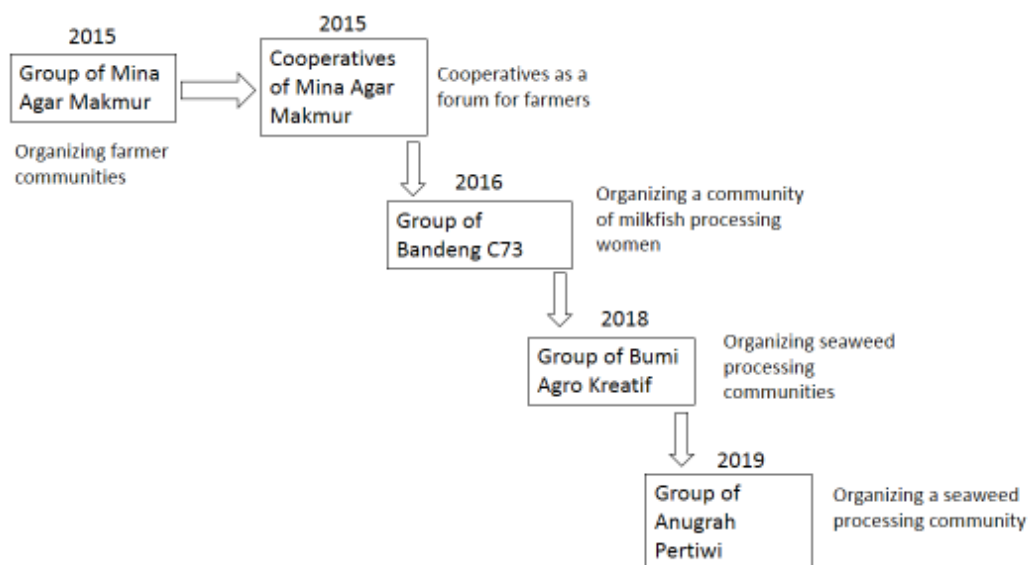 2015
Group of Mina
Agar Makmur
Organizing farmer
communities
2015
Cooperatives
of Mina Agar
Makmur
Cooperatives as a
forum for farmers
2016
Group of
Bandeng C73
Organizing a community
of milkfish processing
women
2018
Group of Bumi
Agro Kreatif
Organizing seaweed
processing
communities
2019
Group of
Anugrah
Pertiwi
Organizing a seaweed
processing community